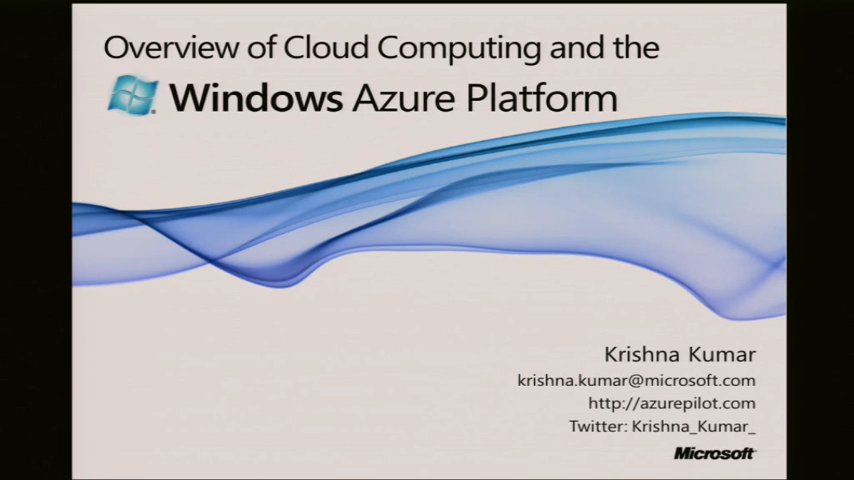 Overview of Cloud Computing and the
Windows Azure Platform
Krishna Kumar
krishna.kumar@microsoft.com
http://azurepilot.com
Twitter: Krishna_Kumar_
Microsoft